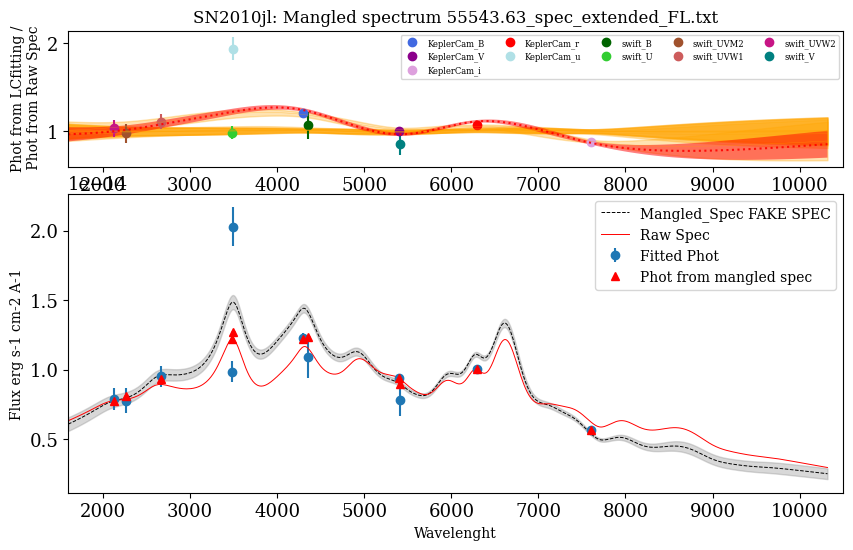 SN2010jl: Mangled spectrum 55543.63_spec_extended_FL.txt
Phot from LCfitting /
Phot from Raw Spec
2
1
KeplerCam_B KeplerCam_r swift_B swift_UVM2 swift_UVW2
KeplerCam_V KeplerCam_u swift_U swift_UVW1 swift_V
KeplerCam_i
2000 3000 4000 5000 6000 7000 8000 9000 10000
1e−14
Flux erg s-1 cm-2 A-1
2.0
1.5
1.0
0.5
Mangled_Spec FAKE SPEC
Raw Spec
Fitted Phot
Phot from mangled spec
2000 3000 4000 5000 6000 7000 8000 9000 10000
Wavelenght